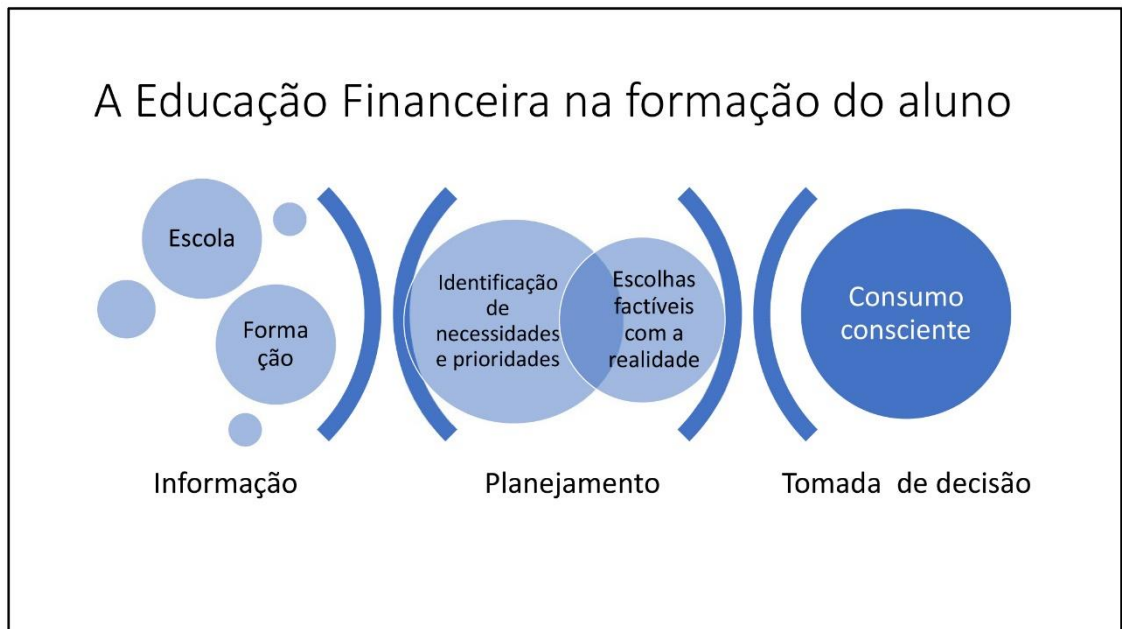 A Educação Financeira na formação do aluno
Escola
Forma
ção
Informação
Identificação
de
necessidades
e prioridades
Escolhas
factíveis
com a
realidade
Planejamento
Consumo
consciente
Tomada de decisão